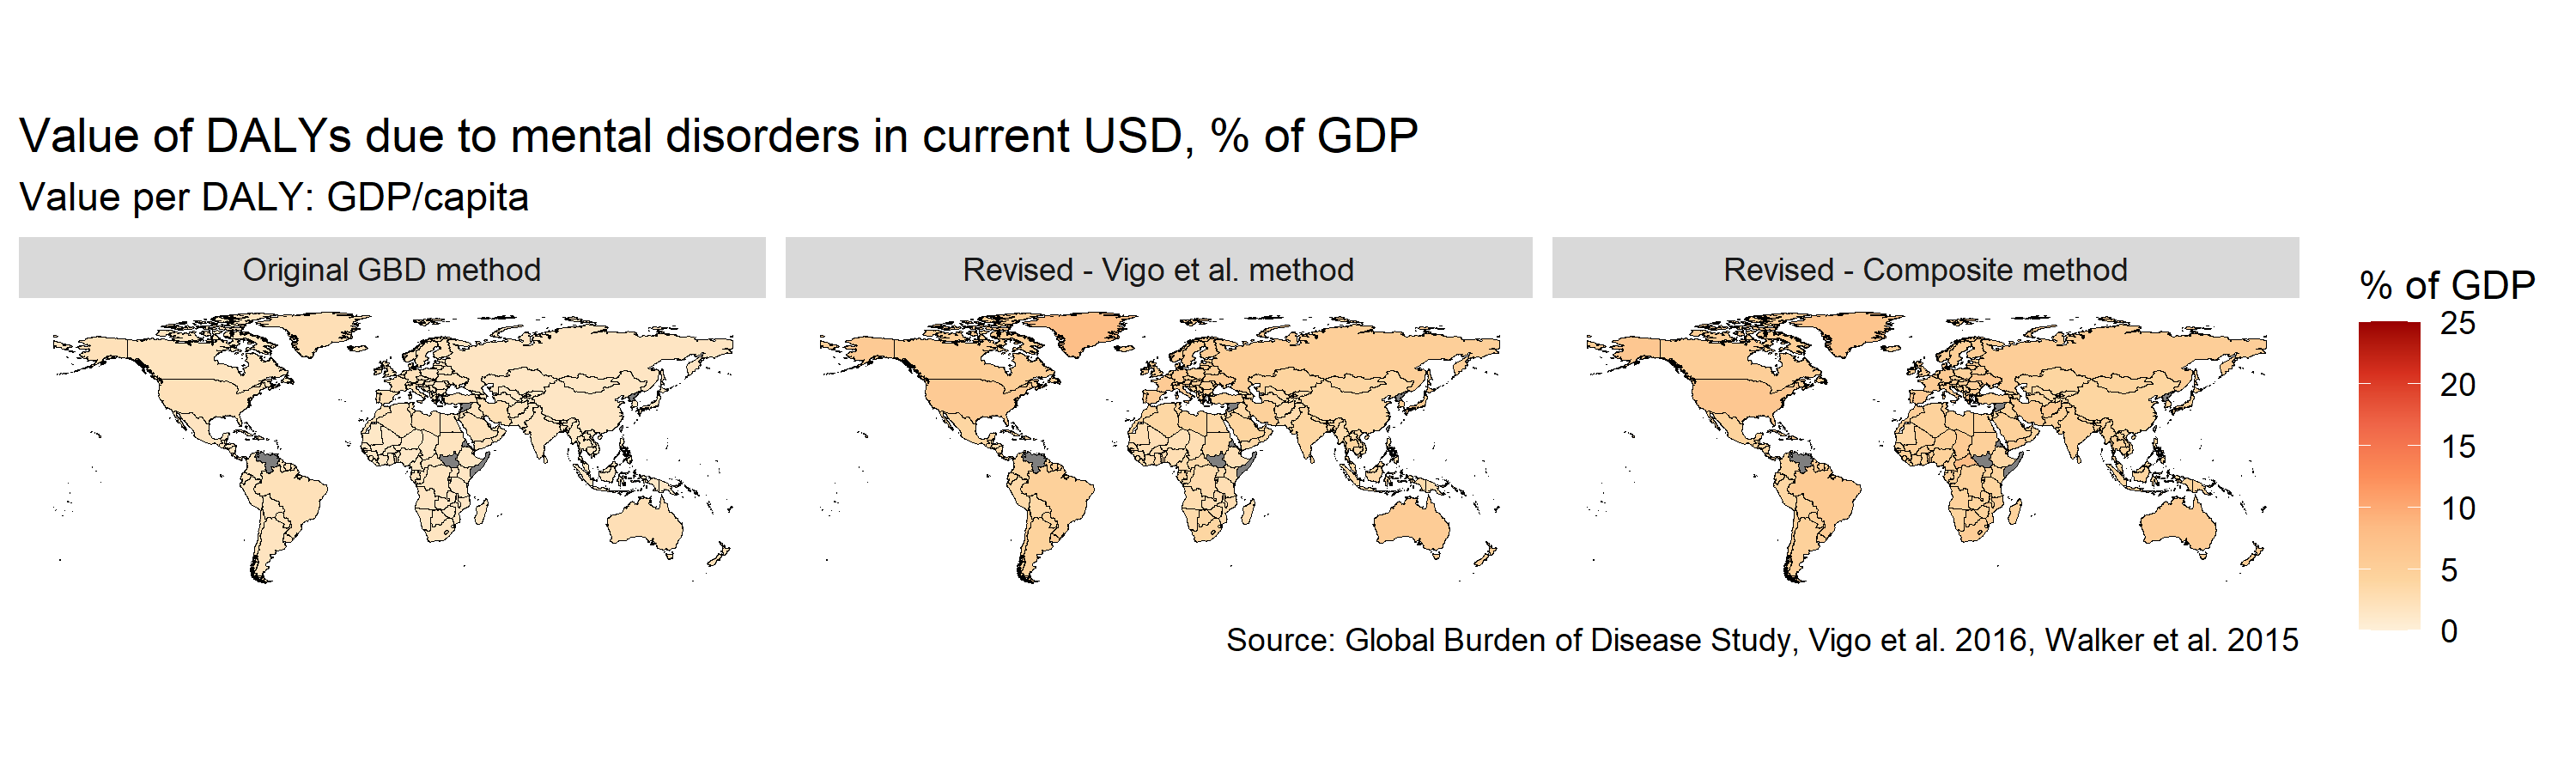 Value of DALYs due to mental disorders in current USD, % of GDP
Value per DALY: GDP/capita
Original GBD method
Revised - Vigo et al. method
Revised - Composite method
% of GDP
25
20
15
10
5
0
Source: Global Burden of Disease Study, Vigo et al. 2016, Walker et al. 2015